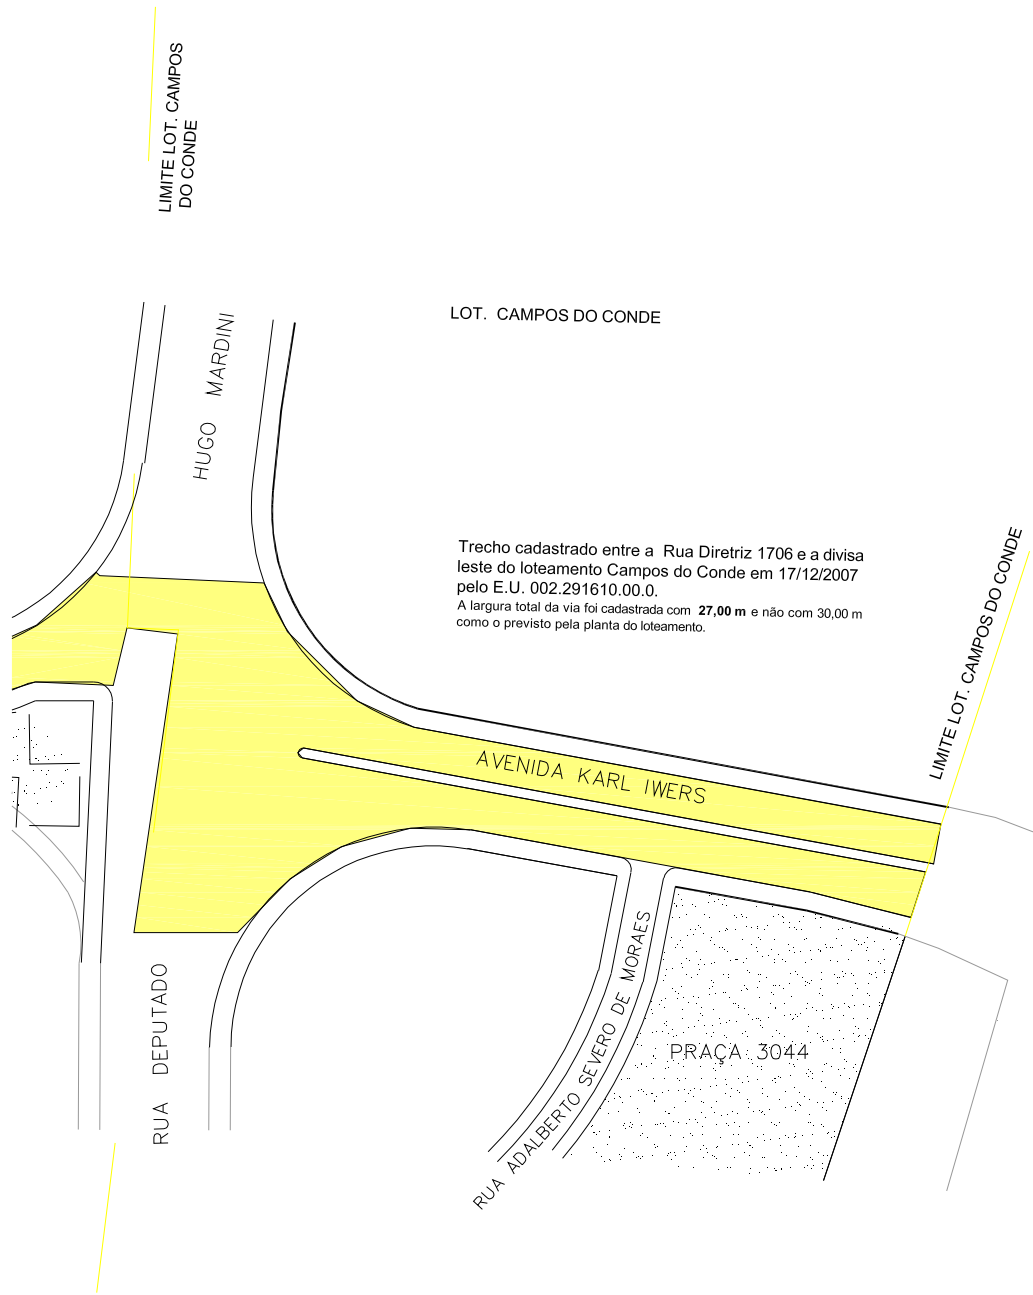 LIMITE LOT. CAMPOS
DO CONDE
LOT. CAMPOS DO CONDE
HUGO MARDINI
Trecho cadastrado entre a Rua Diretriz 1706 e a divisa
leste do loteamento Campos do Conde em 17/12/2007
pelo E.U. 002.291610.00.0.
A largura total da via foi cadastrada com 27,00 m e não com 30,00 m
como o previsto pela planta do loteamento.
LIMITE LOT. CAMPOS DO CONDE
AVENIDA KARL IWERS
RUA DEPUTADO
RUA ADALBERTO SEVERO DE MORAES
PRAÇA 3044